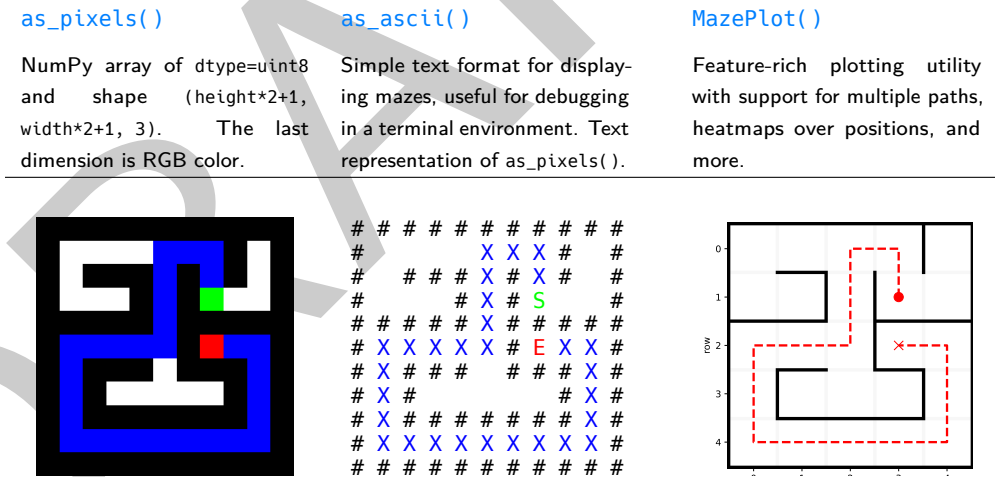 as_pixels()
NumPy array of dtype=uint8
and shape (height*2+1,
width*2+1, 3). The last
dimension is RGB color.
as_ascii()
Simple text format for display-
ing mazes, useful for debugging
in a terminal environment. Text
representation of as_pixels().
MazePlot()
Feature-rich plotting utility
with support for multiple paths,
heatmaps over positions, and
more.
# # # # # # # # # # #
#         X X X #   #
#   # # # X # X #   #
#       # X # S     #
# # # # # X # # # # #
# X X X X X # E X X #
# X # # #   # # # X #
# X #           # X #
# X # # # # # # # X #
# X X X X X X X X X #
# # # # # # # # # # #
row
0
1
2
3
4